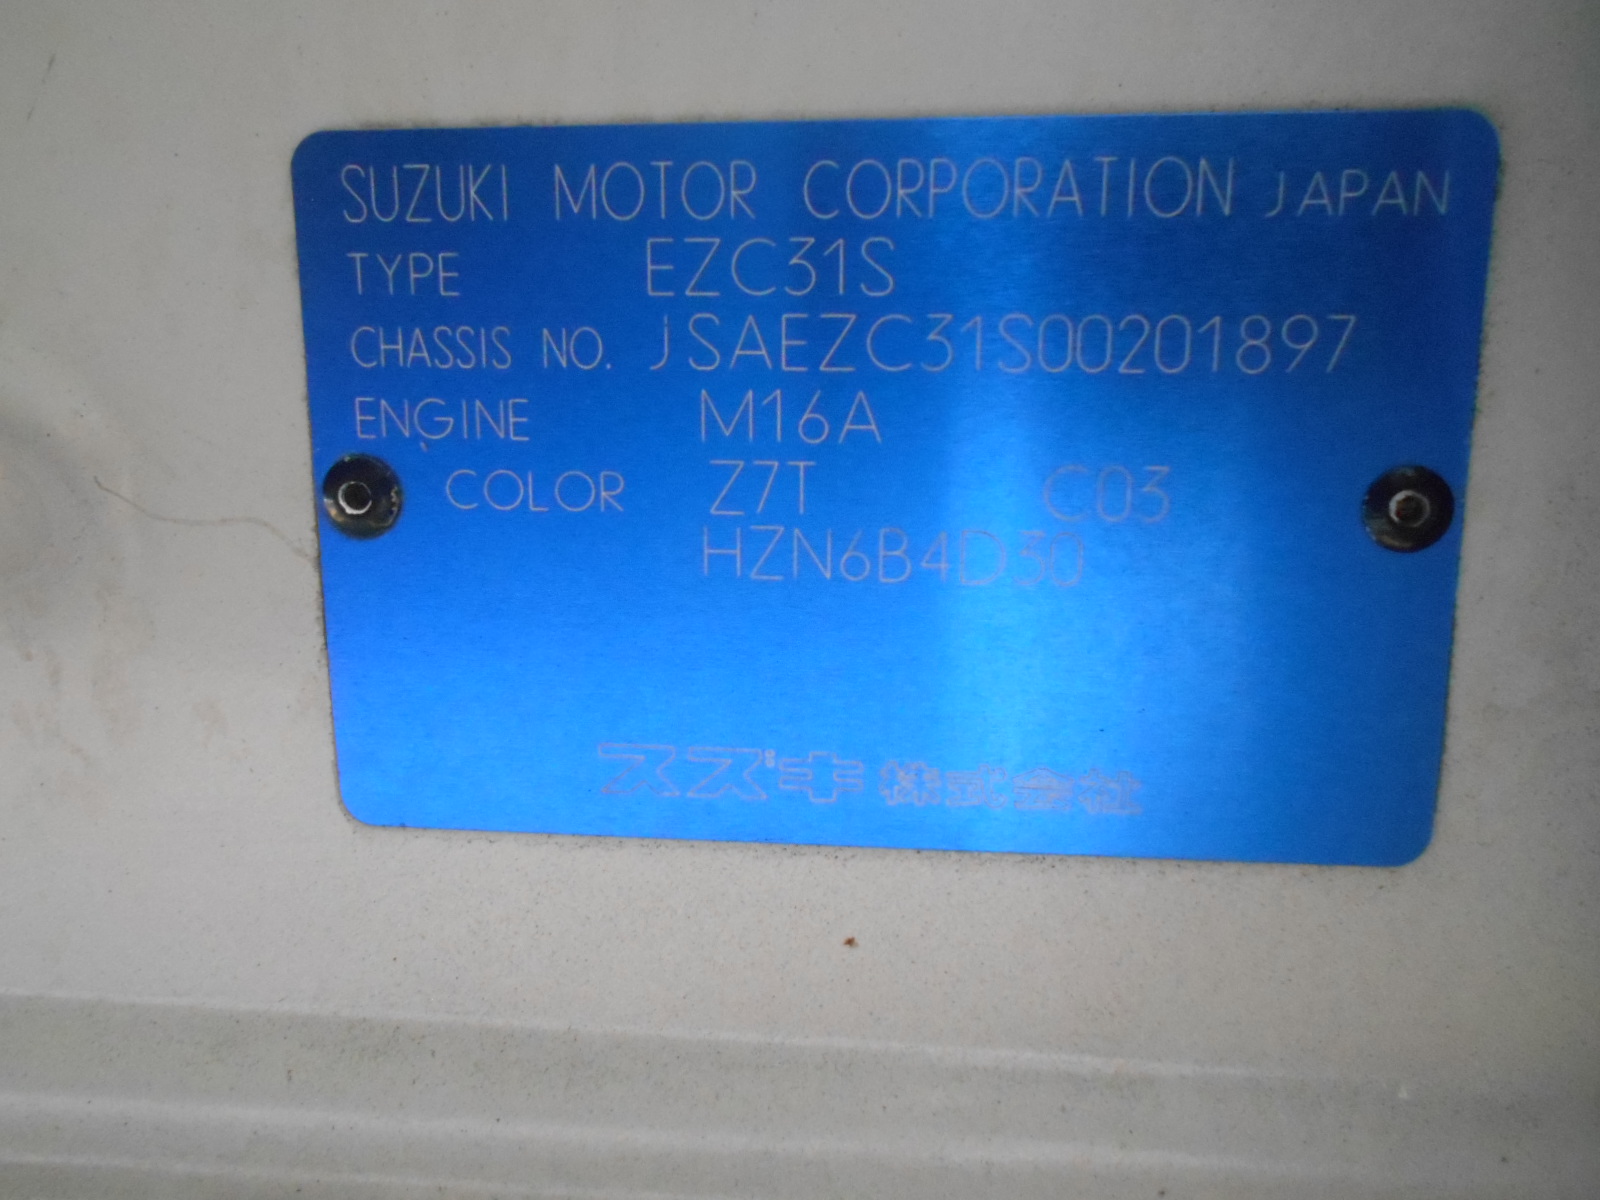 SUZUKI MOTOR CORPORATION JAPAN
TYPE EZC31S
CHASSIS NO. JSAEZC31S00201897
ENGINE M16A
COLOR Z7T C03
HZN6B4D30
スズキ株式会社